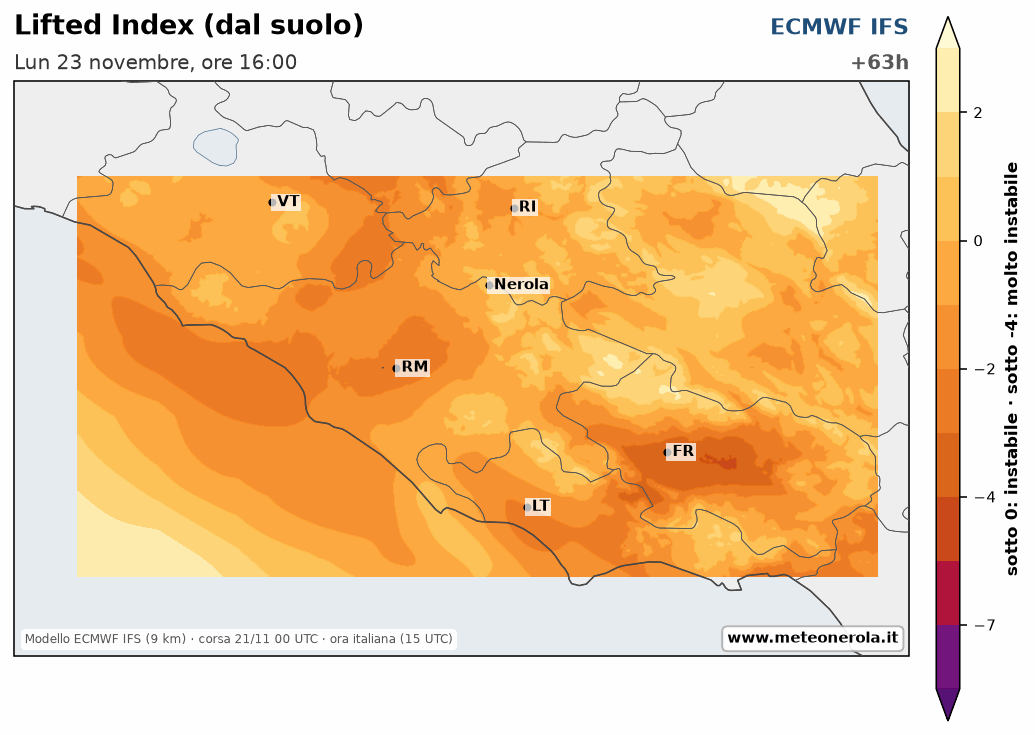 Lifted Index (dal suolo)
ECMWF IFS
Lun 23 novembre, ore 16:00
+63h
VT
RI
Nerola
RM
FR
LT
2
0
−2
−4
−7
sotto 0: instabile · sotto -4: molto instabile
Modello ECMWF IFS (9 km) · corsa 21/11 00 UTC · ora italiana (15 UTC)
www.meteonerola.it